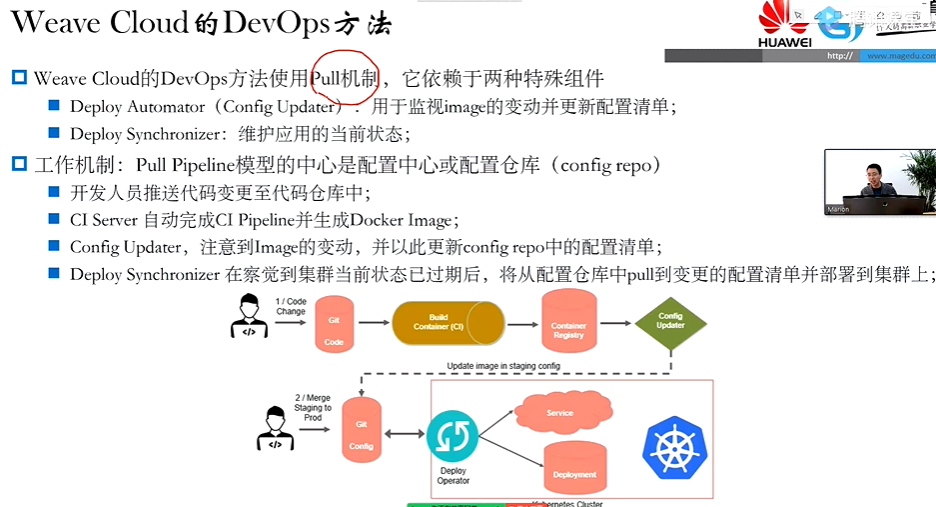 Weave Cloud的DevOps方法
HUAWEI
http://
www.magedu.com
Weave Cloud的DevOps方法使用Pull机制，它依赖于两种特殊组件
Deploy Automator（Config Updater）：用于监视image的变动并更新配置清单；
Deploy Synchronizer：维护应用的当前状态；
工作机制：Pull Pipeline模型的中心是配置中心或配置仓库（config repo）
开发人员推送代码变更至代码仓库中；
CI Server 自动完成CI Pipeline并生成Docker Image；
Config Updater，注意到Image的变动，并以此更新config repo中的配置清单；
Deploy Synchronizer 在察觉到集群当前状态已过期后，将从配置仓库中pull到变更的配置清单并部署到集群上；
Marion
1 / Code
Change
Git
Code
Build
Container (CI)
Container
Registry
Config
Updater
Update image in staging config
2 / Merge
Staging to
Prod
Git
Config
Deploy
Operator
Service
Deployment
Kubernetes Cluster